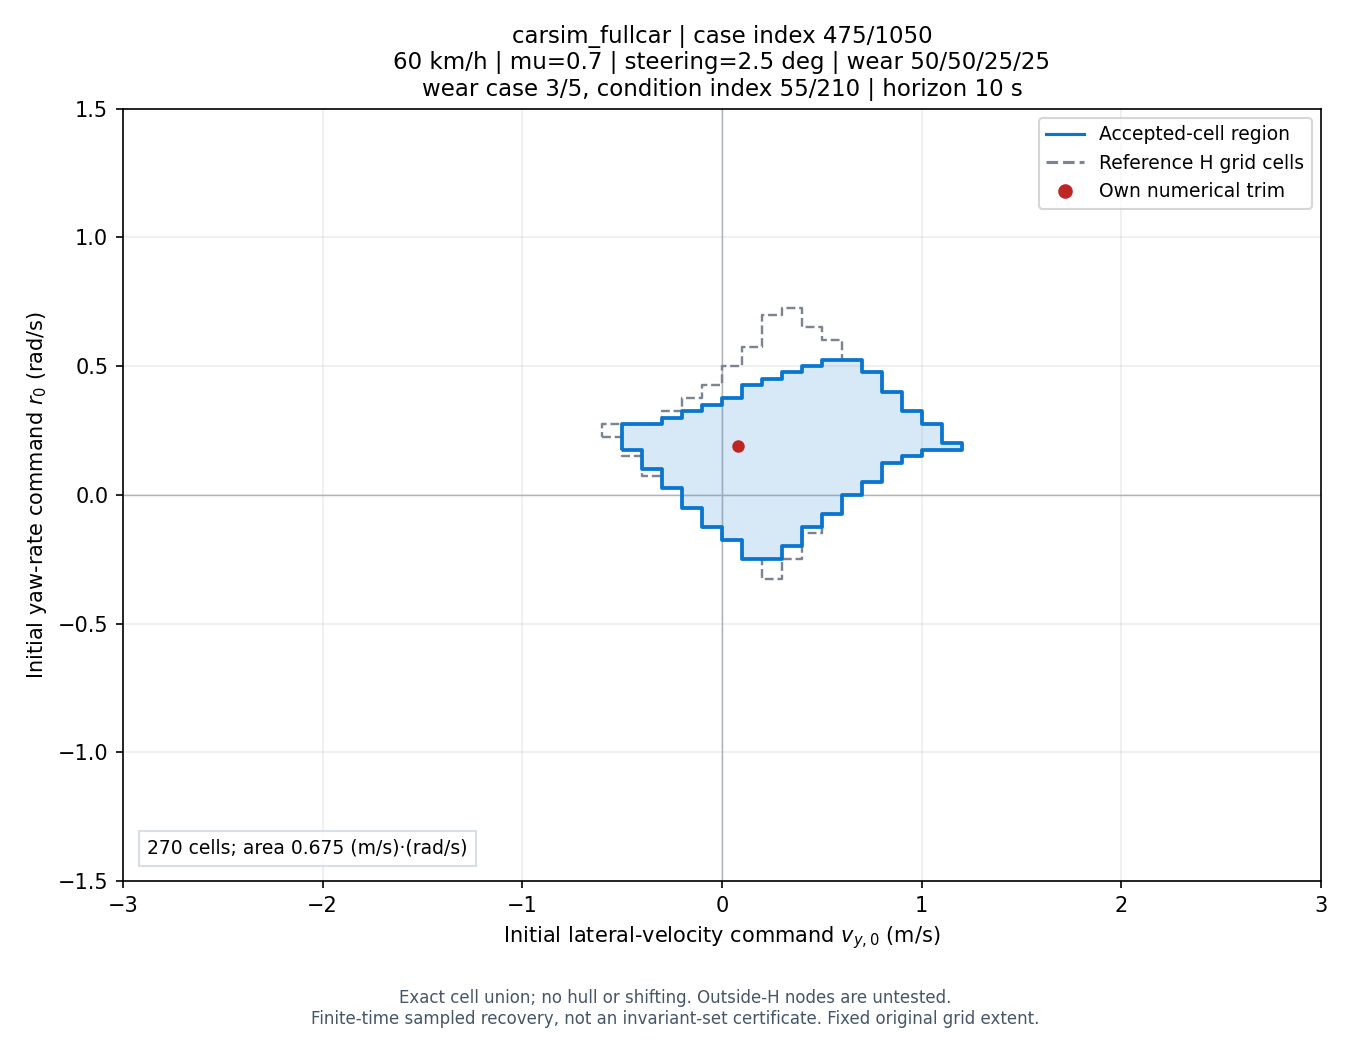 carsim_fullcar | case index 475/1050
60 km/h | mu=0.7 | steering=2.5 deg | wear 50/50/25/25
wear case 3/5, condition index 55/210 | horizon 10 s
Accepted-cell region
Reference H grid cells
Own numerical trim
1.5
1.0
0.5
0.0
−0.5
−1.0
−1.5
Initial yaw-rate command r0 (rad/s)
270 cells; area 0.675 (m/s)·(rad/s)
−3
−2
−1
0
1
2
3
Initial lateral-velocity command vy,0 (m/s)
Exact cell union; no hull or shifting. Outside-H nodes are untested.
Finite-time sampled recovery, not an invariant-set certificate. Fixed original grid extent.